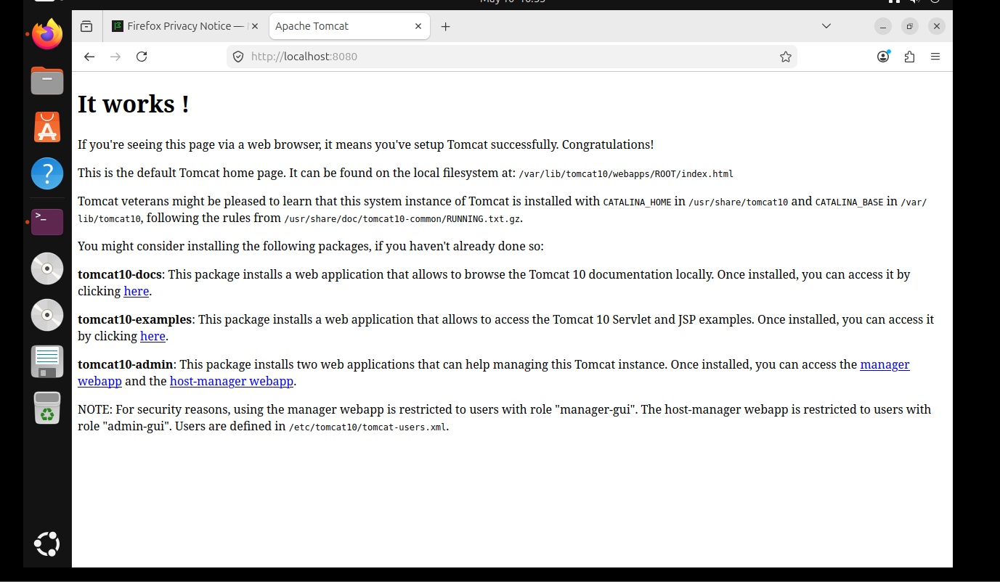 Firefox Privacy Notice —
Apache Tomcat
http://localhost:8080
It works !
If you're seeing this page via a web browser, it means you've setup Tomcat successfully. Congratulations!
This is the default Tomcat home page. It can be found on the local filesystem at: /var/lib/tomcat10/webapps/ROOT/index.html
Tomcat veterans might be pleased to learn that this system instance of Tomcat is installed with CATALINA_HOME in /usr/share/tomcat10 and CATALINA_BASE in /var/
lib/tomcat10, following the rules from /usr/share/doc/tomcat10-common/RUNNING.txt.gz.
You might consider installing the following packages, if you haven't already done so:
tomcat10-docs: This package installs a web application that allows to browse the Tomcat 10 documentation locally. Once installed, you can access it by
clicking here.
tomcat10-examples: This package installs a web application that allows to access the Tomcat 10 Servlet and JSP examples. Once installed, you can access it
by clicking here.
tomcat10-admin: This package installs two web applications that can help managing this Tomcat instance. Once installed, you can access the manager
webapp and the host-manager webapp.
NOTE: For security reasons, using the manager webapp is restricted to users with role "manager-gui". The host-manager webapp is restricted to users with
role "admin-gui". Users are defined in /etc/tomcat10/tomcat-users.xml.